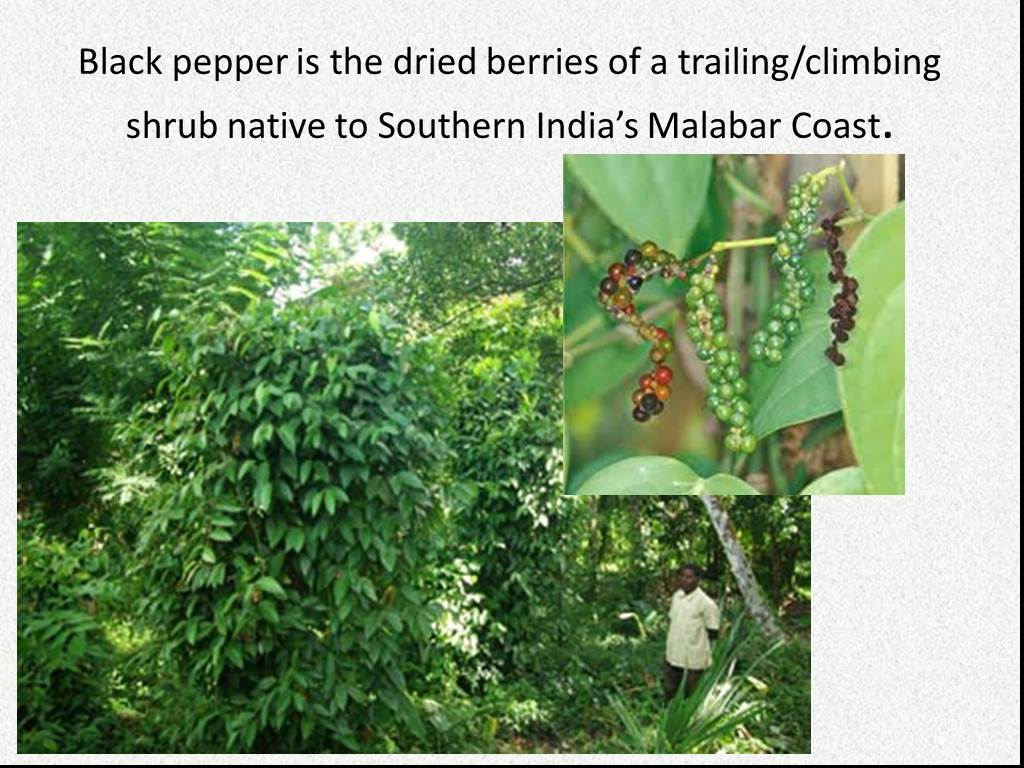 Black pepper is the dried berries of a trailing/climbing
shrub native to Southern India’s Malabar Coast.